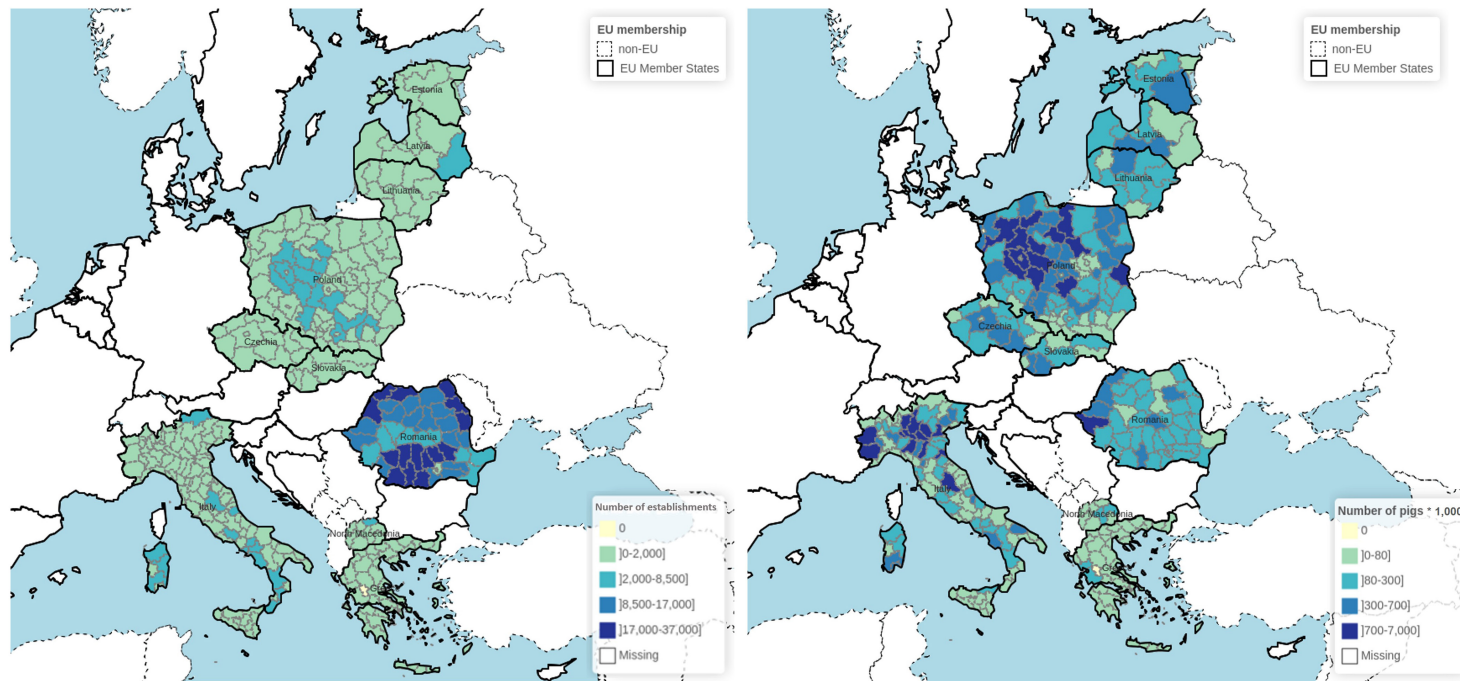 EU membership
non-EU
EU Member States
Estonia
Latvia
Lithuania
Poland
Czechia
Slovakia
Romania
Italy
North Macedonia
Number of establishments
0
]0-2,000]
]2,000-8,500]
]8,500-17,000]
]17,000-37,000]
Missing
EU membership
non-EU
EU Member States
Estonia
Latvia
Lithuania
Poland
Czechia
Slovakia
Romania
Italy
North Macedonia
Number of pigs * 1,000
0
]0-80]
]80-300]
]300-700]
]700-7,000]
Missing